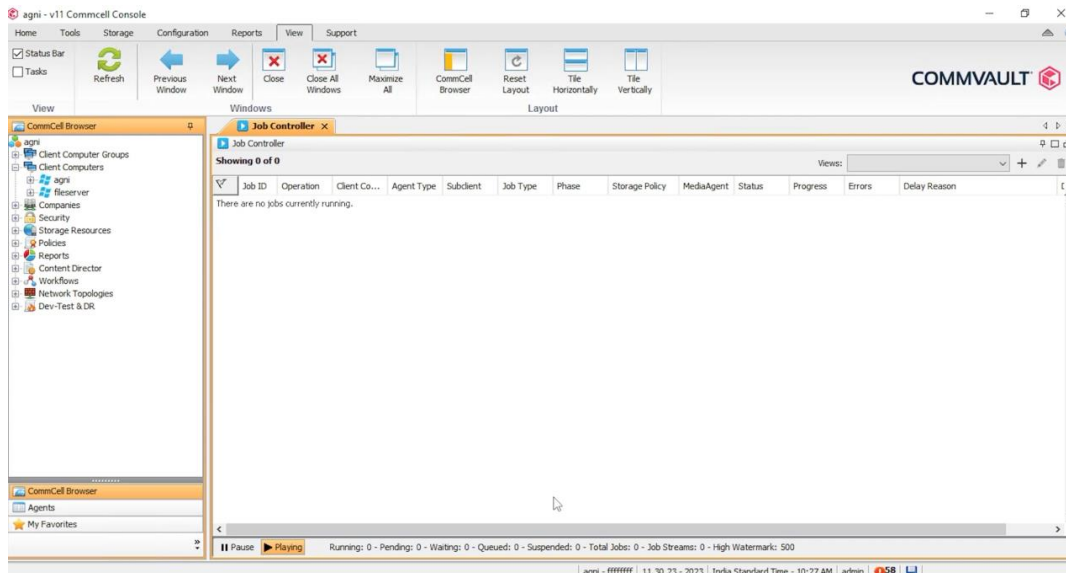 agni - v11 Commcell Console
Home Tools Storage Configuration Reports View Support
Status Bar
Tasks
Refresh
Previous Window
Next Window
Close
Close All Windows
Maximize All
CommCell Browser
Reset Layout
Tile Horizontally
Tile Vertically
COMMVAULT
View Windows Layout
CommCell Browser
agni
Client Computer Groups
Client Computers
agni
fileserver
Companies
Security
Storage Resources
Policies
Reports
Content Director
Workflows
Network Topologies
Dev-Test & DR
CommCell Browser
Agents
My Favorites
Job Controller
Job Controller
Showing 0 of 0 Views:
Job ID Operation Client Co... Agent Type Subclient Job Type Phase Storage Policy MediaAgent Status Progress Errors Delay Reason
There are no jobs currently running.
Pause Playing Running: 0 - Pending: 0 - Waiting: 0 - Queued: 0 - Suspended: 0 - Total Jobs: 0 - Job Streams: 0 - High Watermark: 500
11 30 23 - 2023 India Standard Time - 10:27 AM admin 58